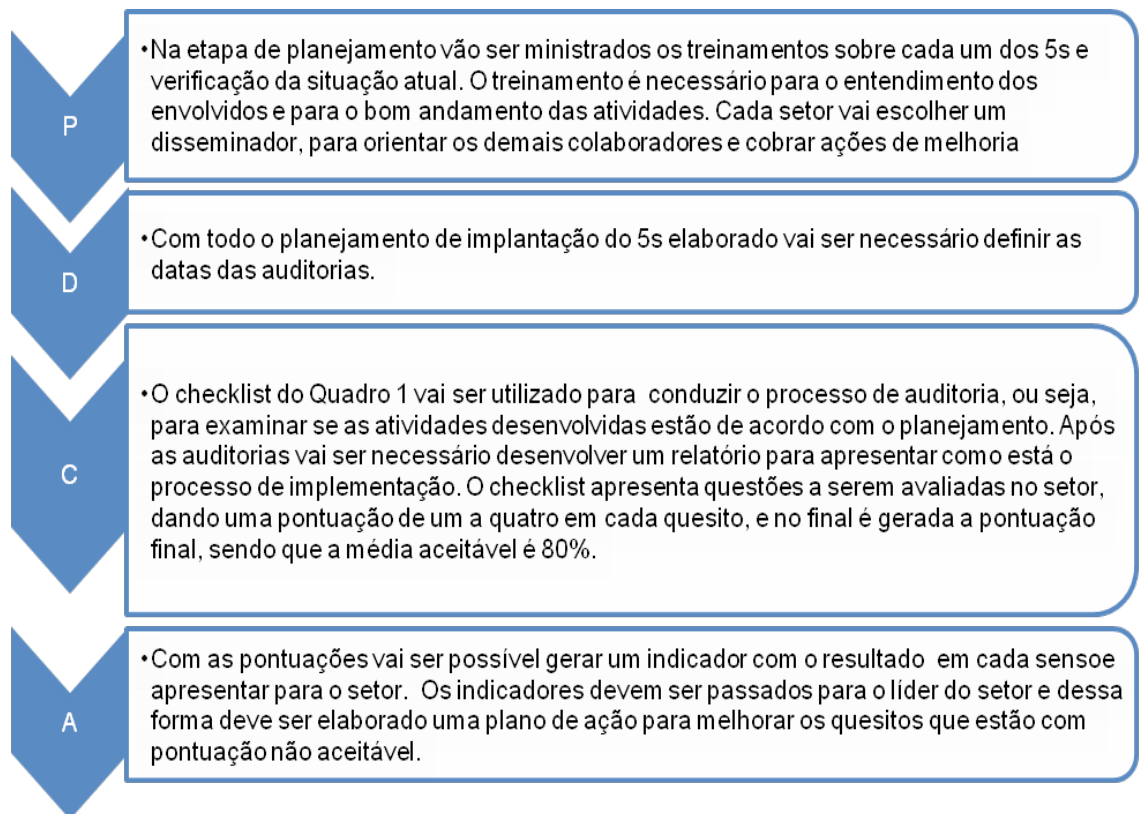 P
•Na etapa de planejamento vão ser ministrados os treinamentos sobre cada um dos 5s e
verificação da situação atual. O treinamento é necessário para o entendimento dos
envolvidos e para o bom andamento das atividades. Cada setor vai escolher um
disseminador, para orientar os demais colaboradores e cobrar ações de melhoria
D
•Com todo o planejamento de implantação do 5s elaborado vai ser necessário definir as
datas das auditorias.
C
•O checklist do Quadro 1 vai ser utilizado para conduzir o processo de auditoria, ou seja,
para examinar se as atividades desenvolvidas estão de acordo com o planejamento. Após
as auditorias vai ser necessário desenvolver um relatório para apresentar como está o
processo de implementação. O checklist apresenta questões a serem avaliadas no setor,
dando uma pontuação de um a quatro em cada quesito, e no final é gerada a pontuação
final, sendo que a média aceitável é 80%.
A
•Com as pontuações vai ser possível gerar um indicador com o resultado em cada sensoe
apresentar para o setor. Os indicadores devem ser passados para o líder do setor e dessa
forma deve ser elaborado uma plano de ação para melhorar os quesitos que estão com
pontuação não aceitável.